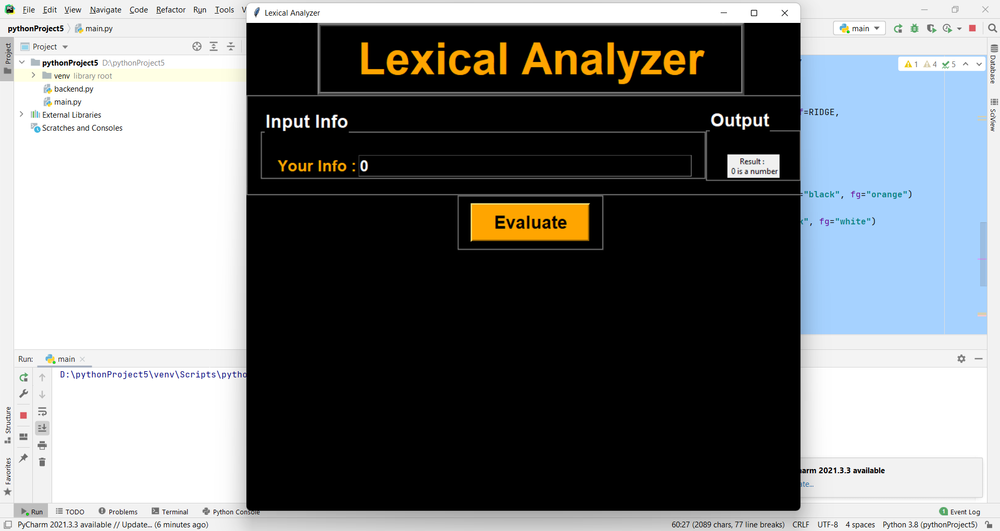 File Edit View Navigate Code Refactor Run Tools
Lexical Analyzer
pythonProject5 main.py
main
Project
Project
pythonProject5 D:\pythonProject5
venv library root
backend.py
main.py
External Libraries
Scratches and Consoles
Lexical Analyzer
Input Info
Your Info : 0
Output
Result :
0 is a number
Evaluate
1 4 5
=RIDGE,
"black", fg="orange")
", fg="white")
Database
SciView
Run: main
D:\pythonProject5\venv\Scripts\pytho
Structure
Favorites
arm 2021.3.3 available
ate...
Run TODO Problems Terminal Python Console
1 Event Log
PyCharm 2021.3.3 available // Update... (6 minutes ago)
60:27 (2089 chars, 77 line breaks) CRLF UTF-8 4 spaces Python 3.8 (pythonProject5)